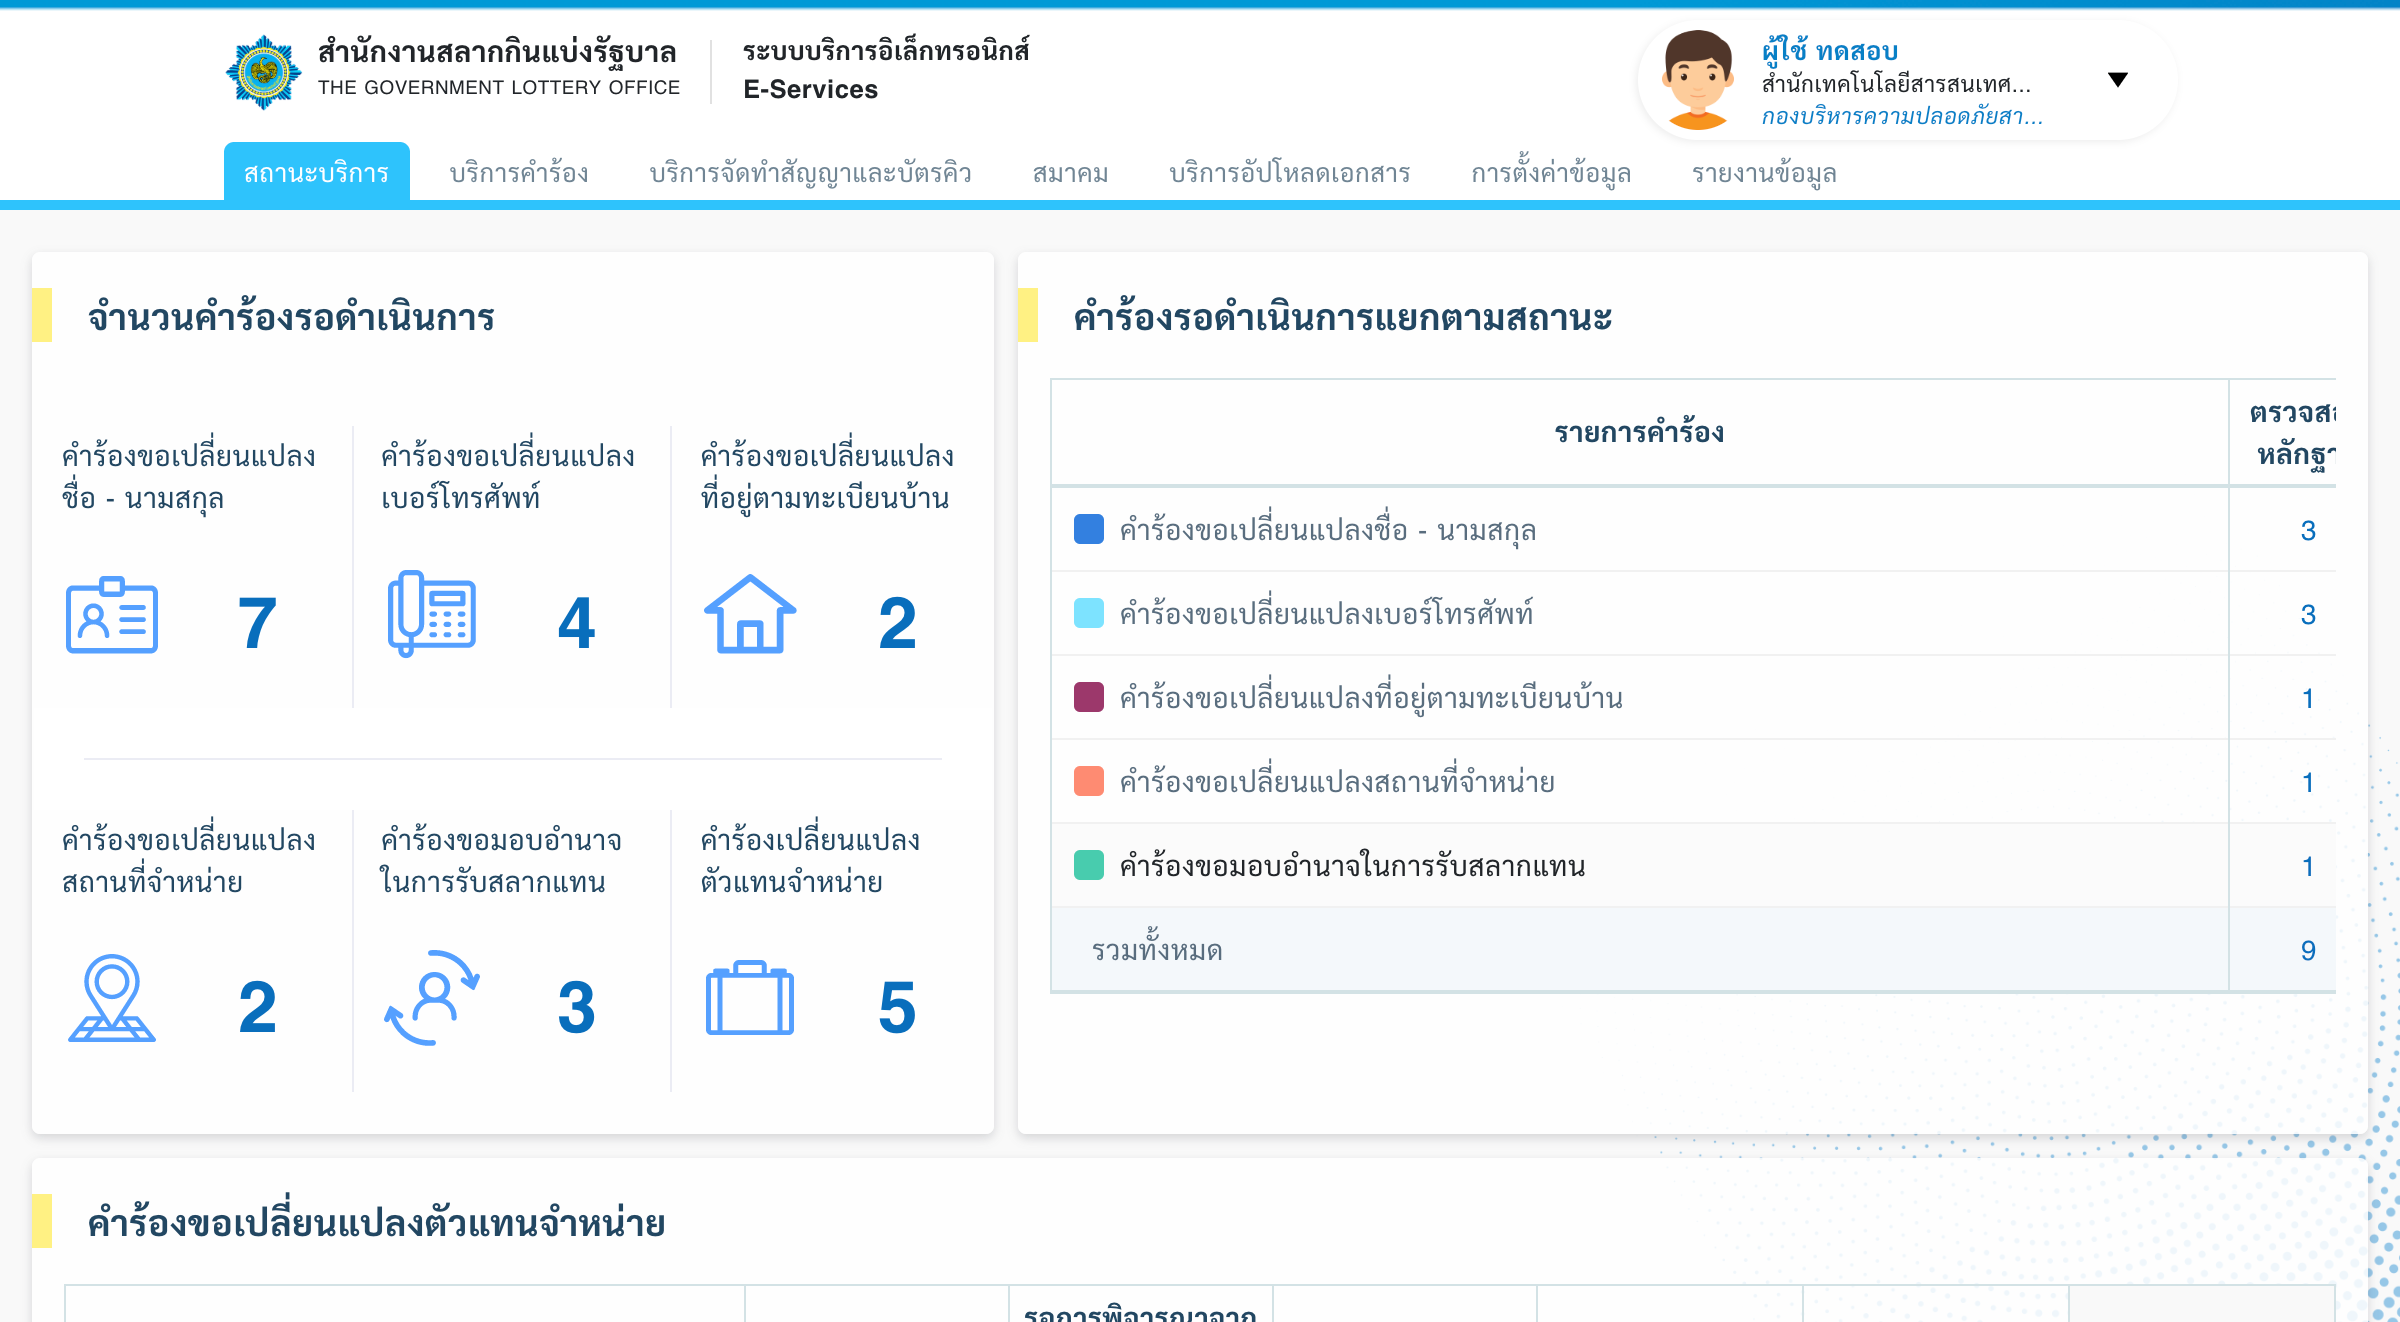 สำนักงานสลากกินแบ่งรัฐบาล
THE GOVERNMENT LOTTERY OFFICE
ระบบบริการอิเล็กทรอนิกส์
E-Services
ผู้ใช้ ทดสอบ
สำนักเทคโนโลยีสารสนเทศ...
กองบริหารความปลอดภัยสา...
สถานะบริการ
บริการคำร้อง
บริการจัดทำสัญญาและบัตรคิว
สมาคม
บริการอัปโหลดเอกสาร
การตั้งค่าข้อมูล
รายงานข้อมูล
จำนวนคำร้องรอดำเนินการ
คำร้องขอเปลี่ยนแปลง
ชื่อ - นามสกุล
7
คำร้องขอเปลี่ยนแปลง
เบอร์โทรศัพท์
4
คำร้องขอเปลี่ยนแปลง
ที่อยู่ตามทะเบียนบ้าน
2
คำร้องขอเปลี่ยนแปลง
สถานที่จำหน่าย
2
คำร้องขอมอบอำนาจ
ในการรับสลากแทน
3
คำร้องเปลี่ยนแปลง
ตัวแทนจำหน่าย
5
คำร้องรอดำเนินการแยกตามสถานะ
รายการคำร้อง
คำร้องขอเปลี่ยนแปลงชื่อ - นามสกุล 3
คำร้องขอเปลี่ยนแปลงเบอร์โทรศัพท์ 3
คำร้องขอเปลี่ยนแปลงที่อยู่ตามทะเบียนบ้าน 1
คำร้องขอเปลี่ยนแปลงสถานที่จำหน่าย 1
คำร้องขอมอบอำนาจในการรับสลากแทน 1
รวมทั้งหมด 9
คำร้องขอเปลี่ยนแปลงตัวแทนจำหน่าย
รอการพิจารณาจาก